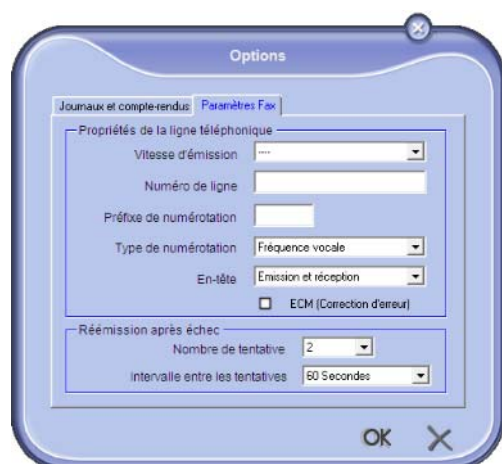 Options
Journaux et compte-rendus Paramètres Fax
Propriétés de la ligne téléphonique
Vitesse d'émission ----
Numéro de ligne
Préfixe de numérotation
Type de numérotation Fréquence vocale
En-tête Emission et réception
ECM (Correction d'erreur)
Réémission après échec
Nombre de tentative 2
Intervalle entre les tentatives 60 Secondes
OK